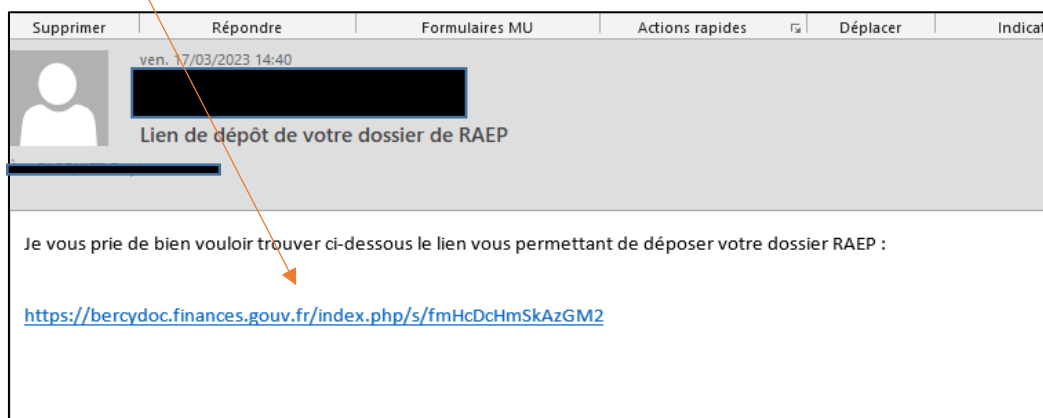 Supprimer Répondre Formulaires MU Actions rapides Déplacer Indicat
ven. 17/03/2023 14:40
Lien de dépôt de votre dossier de RAEP
Je vous prie de bien vouloir trouver ci-dessous le lien vous permettant de déposer votre dossier RAEP :
https://bercydoc.finances.gouv.fr/index.php/s/fmHcDcHmSkAzGM2